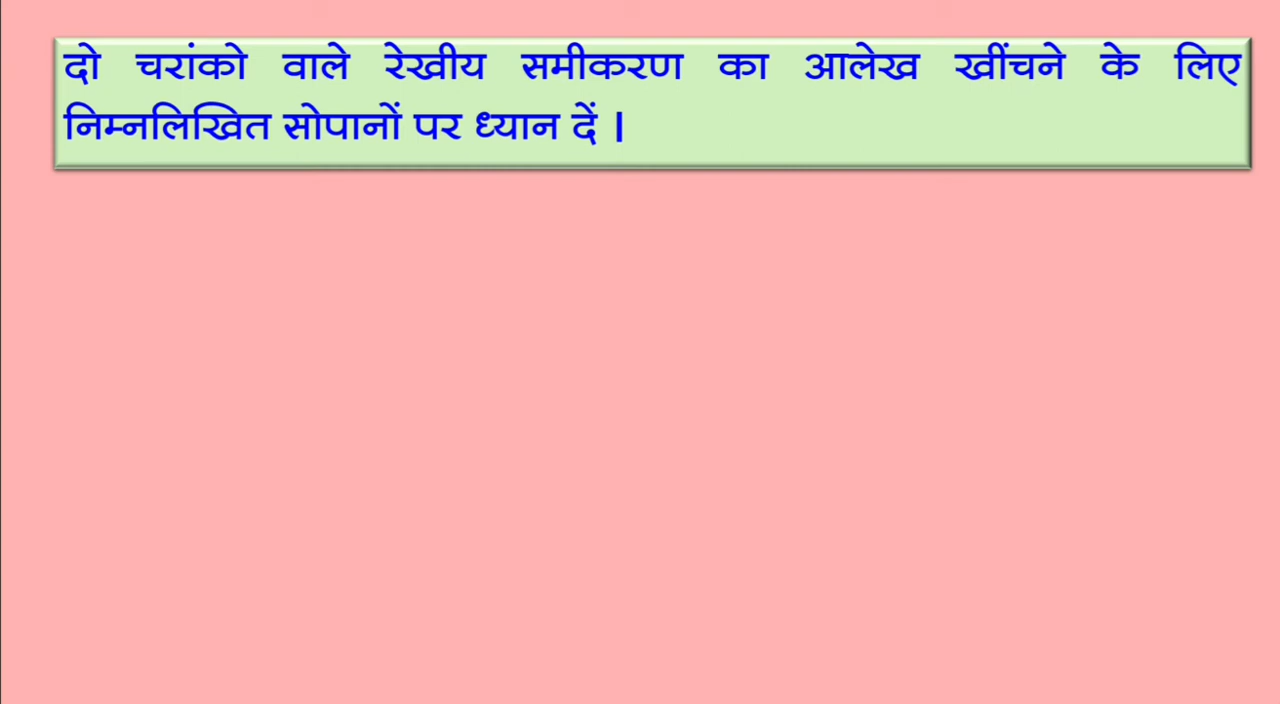 दो चरांको वाले रेखीय समीकरण का आलेख खींचने के लिए
निम्नलिखित सोपानों पर ध्यान दें ।